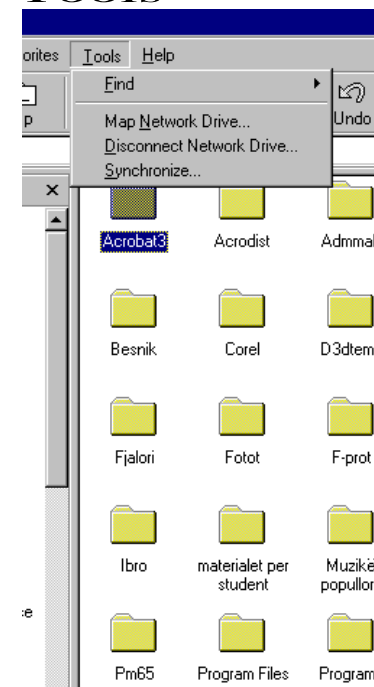 Tools
orites Tools Help
Find
p Undo
Map Network Drive...
Disconnect Network Drive...
Synchronize...
Acrobat3 Acrodist Admmal
Besnik Corel D3dtem
Fjalori Fotot F-prot
Ibro materialet per Muzikë
student popullor
ce
Pm65 Program Files Program